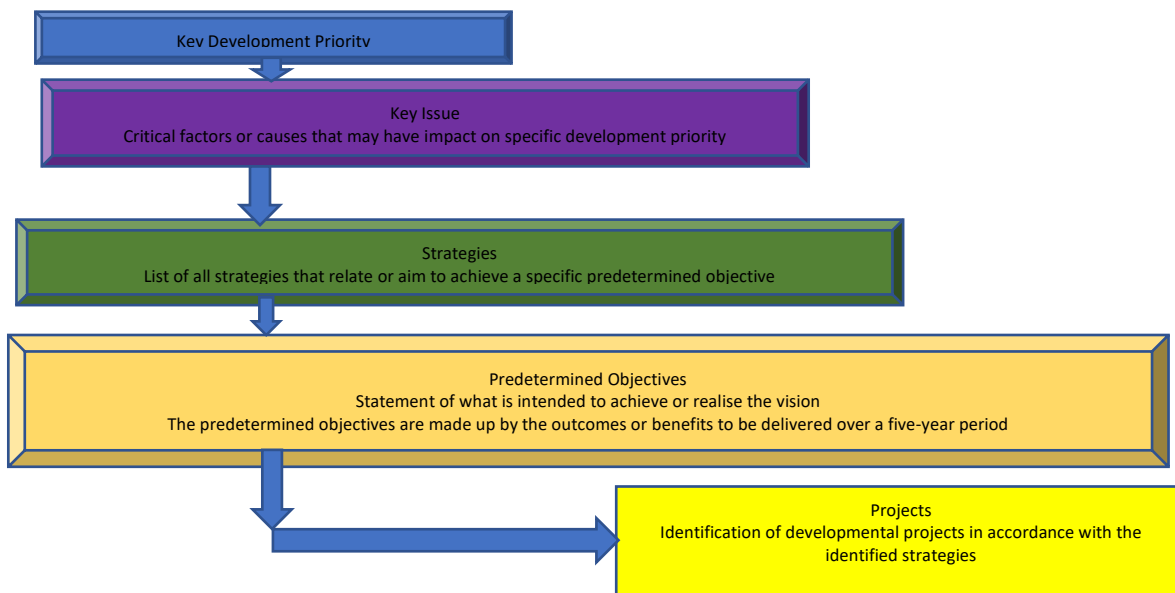 Key Development Priority
Key Issue
Critical factors or causes that may have impact on specific development priority
Strategies
List of all strategies that relate or aim to achieve a specific predetermined objective
Predetermined Objectives
Statement of what is intended to achieve or realise the vision
The predetermined objectives are made up by the outcomes or benefits to be delivered over a five-year period
Projects
Identification of developmental projects in accordance with the
identified strategies